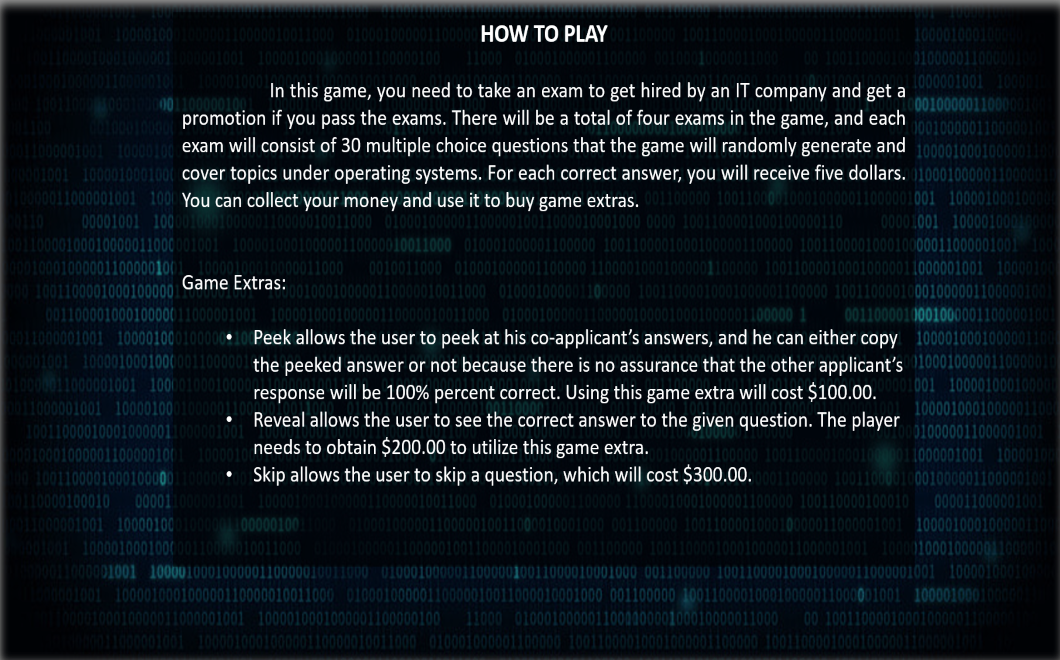 HOW TO PLAY
In this game, you need to take an exam to get hired by an IT company and get a
promotion if you pass the exams. There will be a total of four exams in the game, and each
exam will consist of 30 multiple choice questions that the game will randomly generate and
cover topics under operating systems. For each correct answer, you will receive five dollars.
You can collect your money and use it to buy game extras.
Game Extras:
• Peek allows the user to peek at his co-applicant’s answers, and he can either copy
the peeked answer or not because there is no assurance that the other applicant’s
response will be 100% percent correct. Using this game extra will cost $100.00.
• Reveal allows the user to see the correct answer to the given question. The player
needs to obtain $200.00 to utilize this game extra.
• Skip allows the user to skip a question, which will cost $300.00.